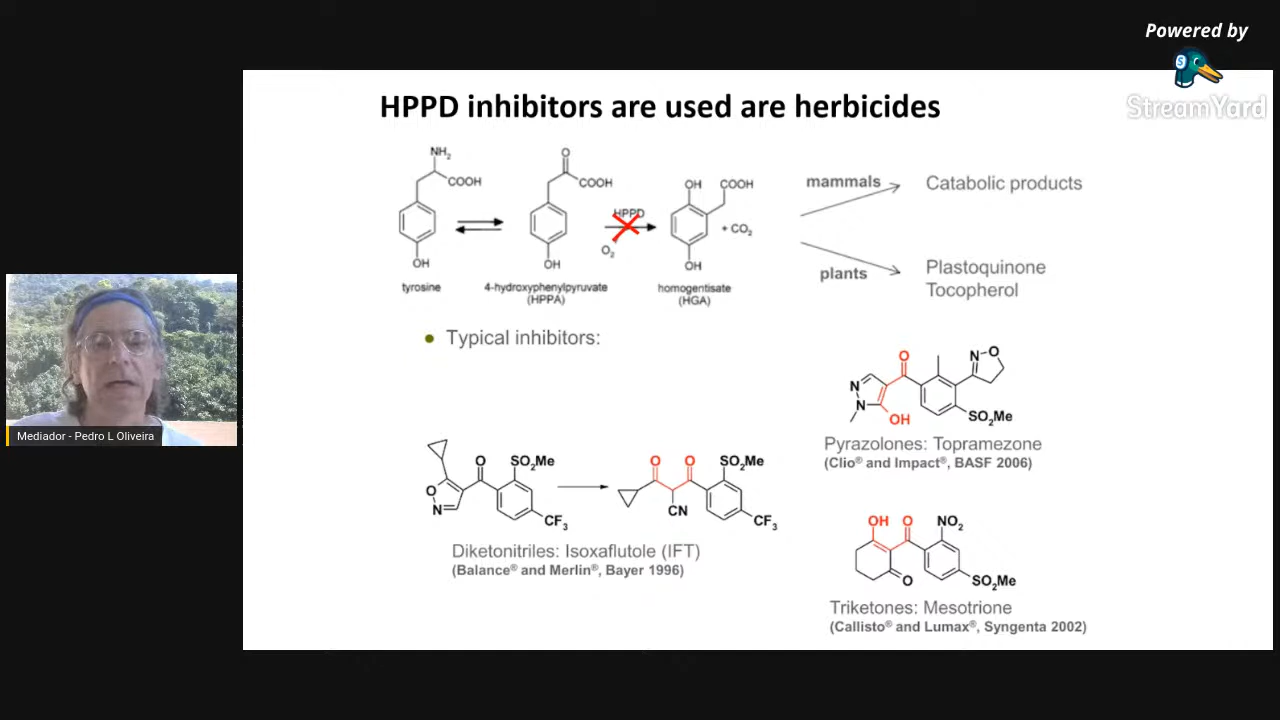 Powered by
StreamYard
HPPD inhibitors are used are herbicides
NH2
COOH
OH
tyrosine
O
COOH
OH
4-hydroxyphenylpyruvate
(HPPA)
HPPD
O2
OH
COOH
+ CO2
OH
homogentisate
(HGA)
mammals
Catabolic products
plants
Plastoquinone
Tocopherol
Typical inhibitors:
O
N
O
SO2Me
CF3
O
O
SO2Me
CN
CF3
Diketonitriles: Isoxaflutole (IFT)
(Balance® and Merlin®, Bayer 1996)
N
N
O
OH
N
O
SO2Me
Pyrazolones: Topramezone
(Clio® and Impact®, BASF 2006)
OH
O
NO2
O
SO2Me
Triketones: Mesotrione
(Callisto® and Lumax®, Syngenta 2002)
Mediador - Pedro L Oliveira